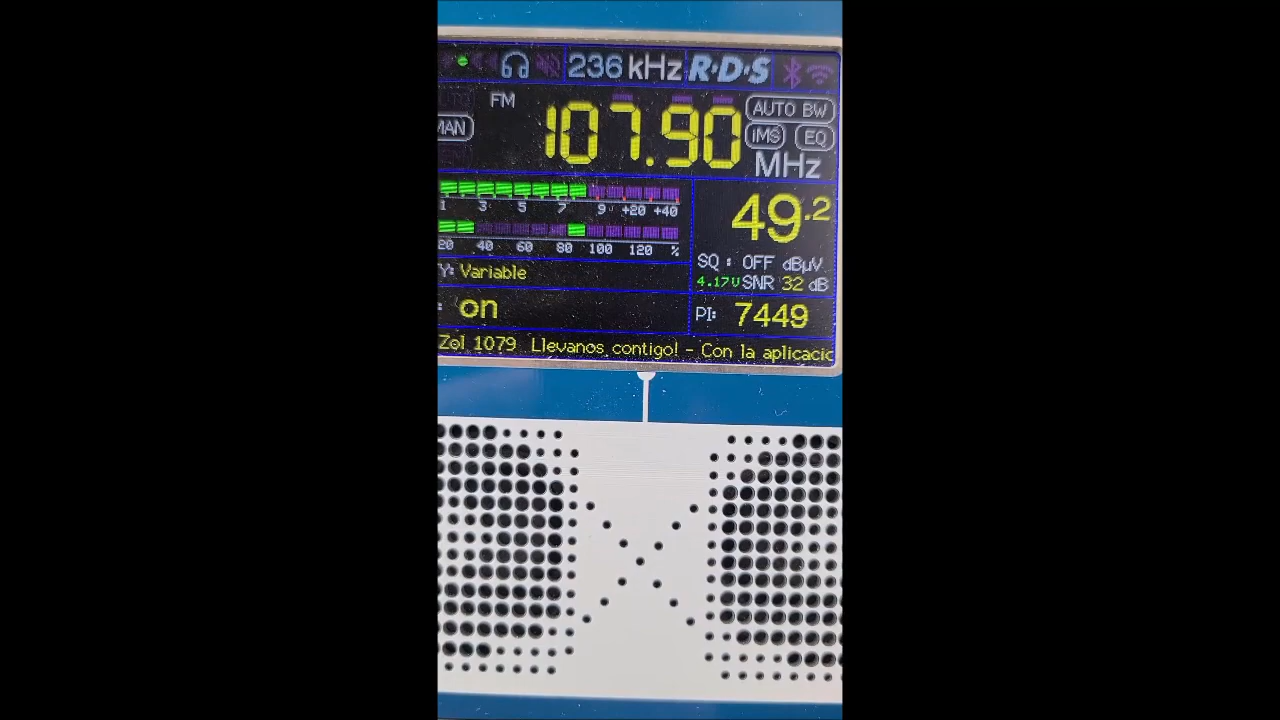 236 kHz R·D·S
FM 107.90 MHz
AUTO BW
MAN
iMS EQ
1 3 5 7 9 +20 +40
49.2
20 40 60 80 100 120 %
SQ : OFF dBµV
Y: Variable
4.17V SNR 32 dB
: on
PI: 7449
Zol 1079 Llevanos contigo! - Con la aplicacic